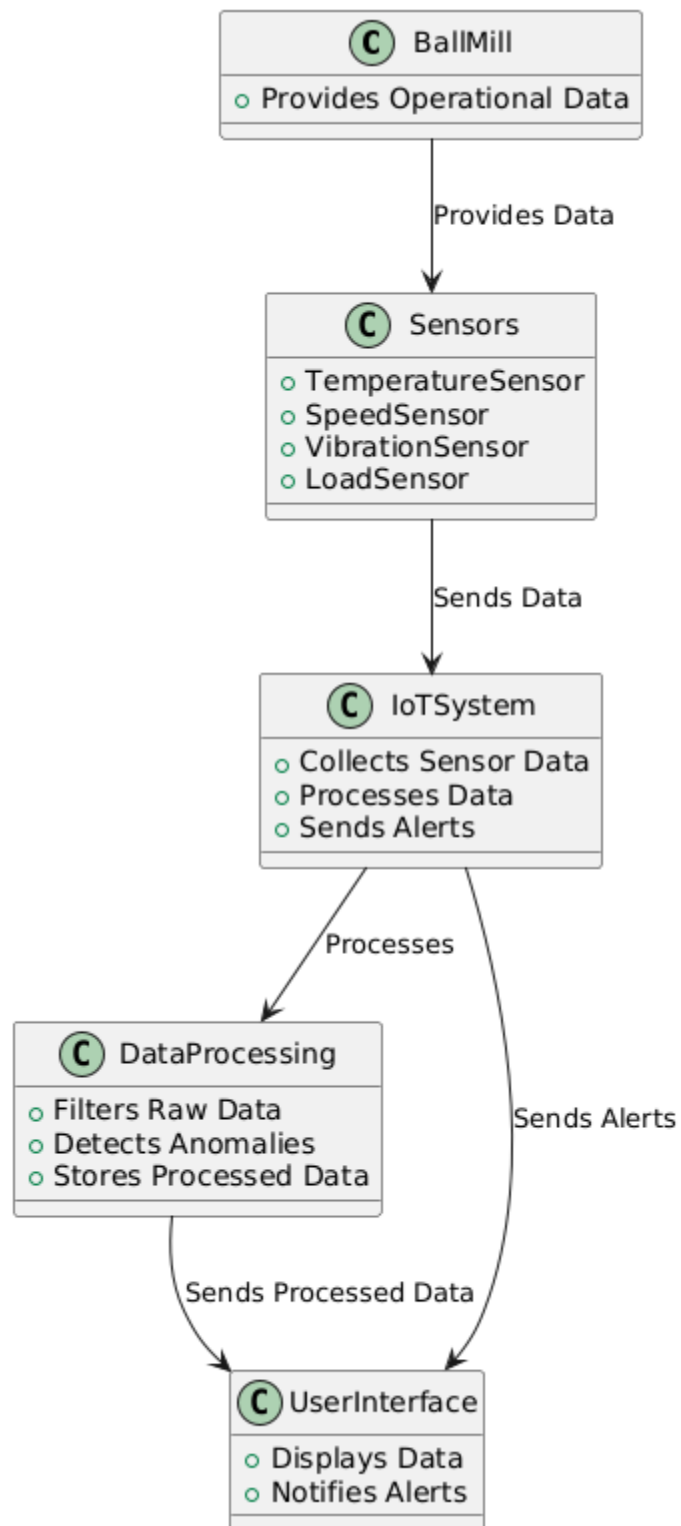 C BallMill
Provides Operational Data
Provides Data
C Sensors
TemperatureSensor
SpeedSensor
VibrationSensor
LoadSensor
Sends Data
C IoTSystem
Collects Sensor Data
Processes Data
Sends Alerts
Processes
C DataProcessing
Filters Raw Data
Detects Anomalies
Stores Processed Data
Sends Alerts
Sends Processed Data
C UserInterface
Displays Data
Notifies Alerts